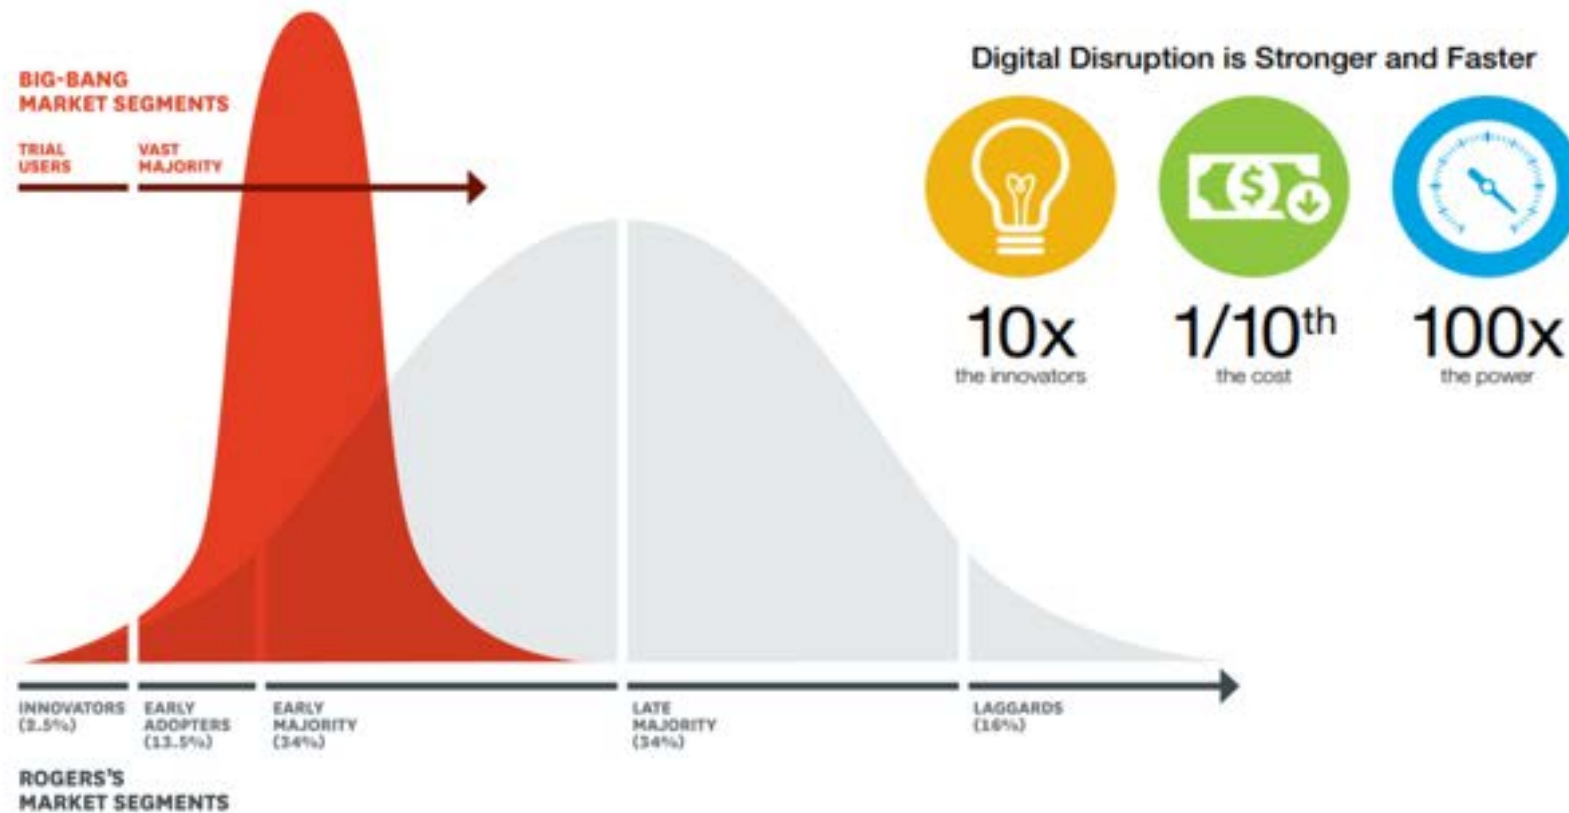 BIG-BANG
MARKET SEGMENTS
TRIAL
USERS
VAST
MAJORITY
Digital Disruption is Stronger and Faster
$
10x
the innovators
1/10th
the cost
100x
the power
INNOVATORS
(2.5%)
EARLY
ADOPTERS
(13.5%)
EARLY
MAJORITY
(34%)
LATE
MAJORITY
(34%)
LAGGARDS
(16%)
ROGERS'S
MARKET SEGMENTS